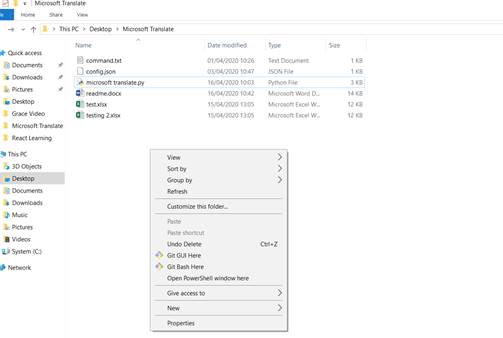 Microsoft Translate
Home Share View
This PC Desktop Microsoft Translate
Name Date modified Type Size
Quick access
Documents
Downloads
Pictures
Desktop
Grace Video
Microsoft Translate
React Learning
This PC
3D Objects
Desktop
Documents
Downloads
Music
Pictures
Videos
System (C:)
Network
command.txt 01/04/2020 10:26 Text Document 1 KB
config.json 03/04/2020 10:47 JSON File 1 KB
microsoft translate.py 16/04/2020 10:03 Python File 3 KB
readme.docx 16/04/2020 10:42 Microsoft Word D... 14 KB
test.xlsx 15/04/2020 13:05 Microsoft Excel W... 12 KB
testing 2.xlsx 15/04/2020 13:05 Microsoft Excel W... 12 KB
View
Sort by
Group by
Refresh
Customize this folder...
Paste
Paste shortcut
Undo Delete Ctrl+Z
Git GUI Here
Git Bash Here
Open PowerShell window here
Give access to
New
Properties